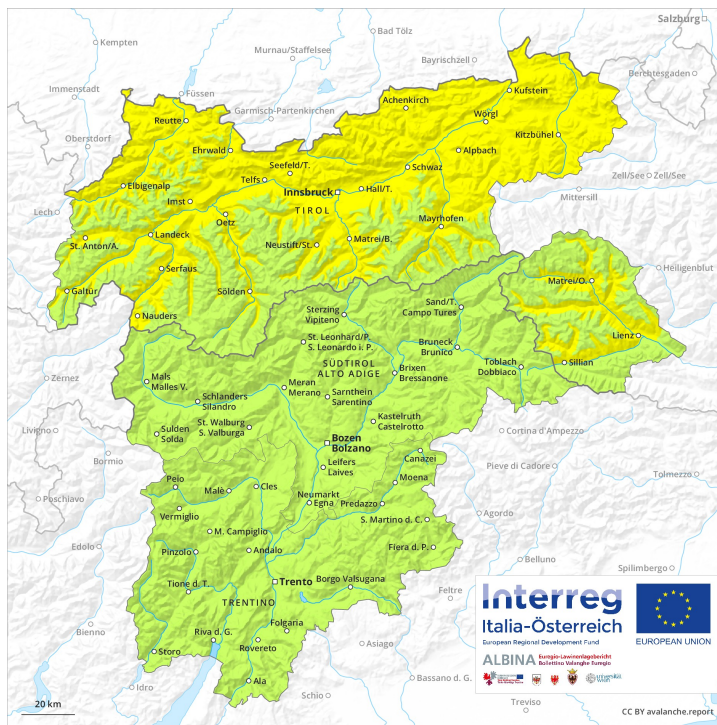 Salzburg
Kempten
Bad Tölz
Murnau/Staffelsee
Bayrischzell
Berchtesgaden
Immenstadt
Füssen
Garmisch-Partenkirchen
Achenkirch
Kufstein
Reutte
Wörgl
Oberstdorf
Ehrwald
Kitzbühel
Seefeld/T.
Alpbach
Schwaz
Telfs
Zell/See
Zell/See
Elbigenalp
Innsbruck
Hall/T.
Mittersill
Imst
TIROL
Lech
Oetz
Mayrhofen
Landeck
St. Anton/A.
Neustift/St.
Matrei/B.
Serfaus
Heiligenblut
Galtür
Sölden
Matrei/O.
Nauders
Sterzing
Vipiteno
Sand/T.
Campo Tures
Lienz
St. Leonhard/P.
S. Leonardo i. P.
Bruneck
Brunico
Sillian
SÜDTIROL
ALTO ADIGE
Toblach
Dobbiaco
Zernez
Mals
Malles V.
Meran
Merano
Brixen
Bressanone
Schlanders
Silandro
Sarnthein
Sarentino
St. Walburg
S. Valburga
Kastelruth
Castelrotto
Livigno
Sulden
Solda
Cortina d'Ampezzo
Bozen
Bolzano
Bormio
Canazei
Pieve di Cadore
Leifers
Laives
Tolmezzo
Poschiavo
Peio
Moena
Malè
Cles
Neumarkt
Egna
Predazzo
Agordo
Vermiglio
S. Martino d. C.
M. Campiglio
Edolo
Pinzolo
Andalo
Fiera d. P.
Belluno
Spilimbergo
Trento
Borgo Valsugana
Tione d. T.
Feltre
TRENTINO
Folgaria
Bienno
Riva d. G.
Rovereto
Asiago
Storo
Bassano d. G.
Ala
Idro
Schio
Treviso
20 km
Interreg
Italia-Österreich
European Regional Development Fund
EUROPEAN UNION
ALBINA
Euregio-Lawinenlagebericht
Bollettino Valanghe Euregio
universität
wien
CC BY avalanche.report